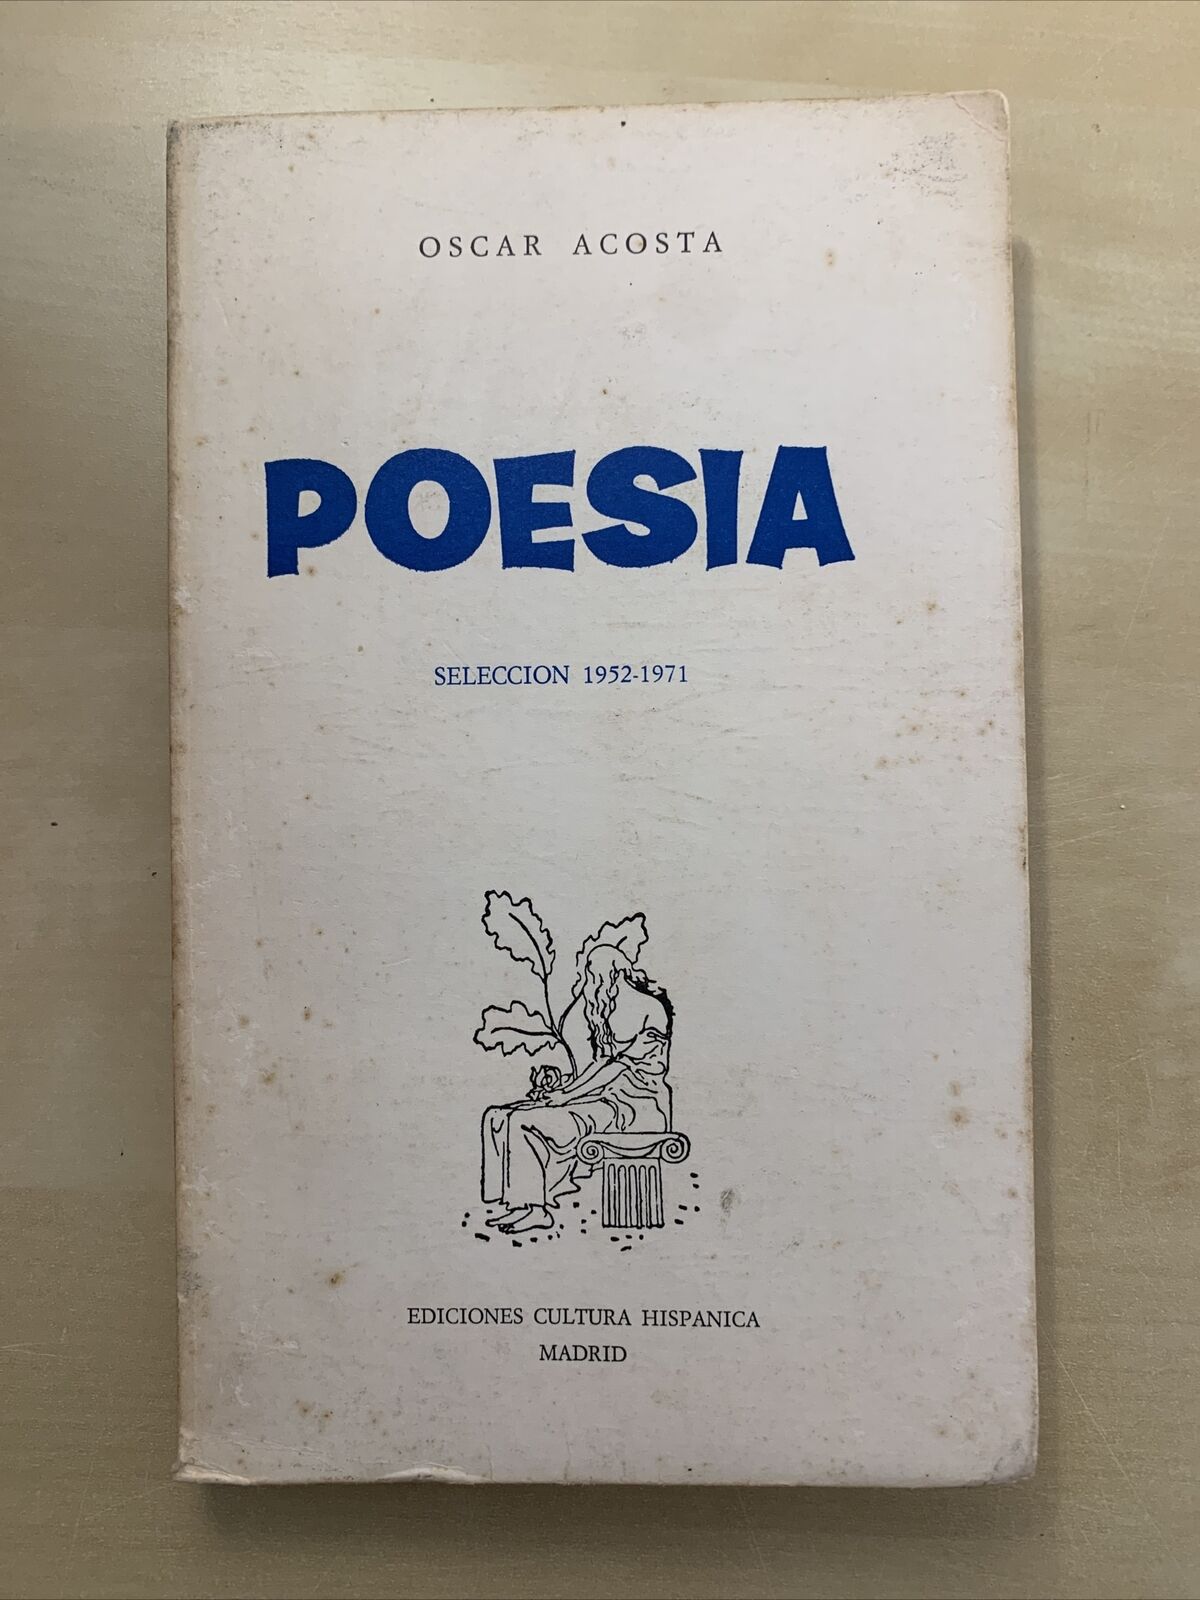 OSCAR ACOSTA
POESIA
SELECCION 1952-1971
EDICIONES CULTURA HISPANICA
MADRID